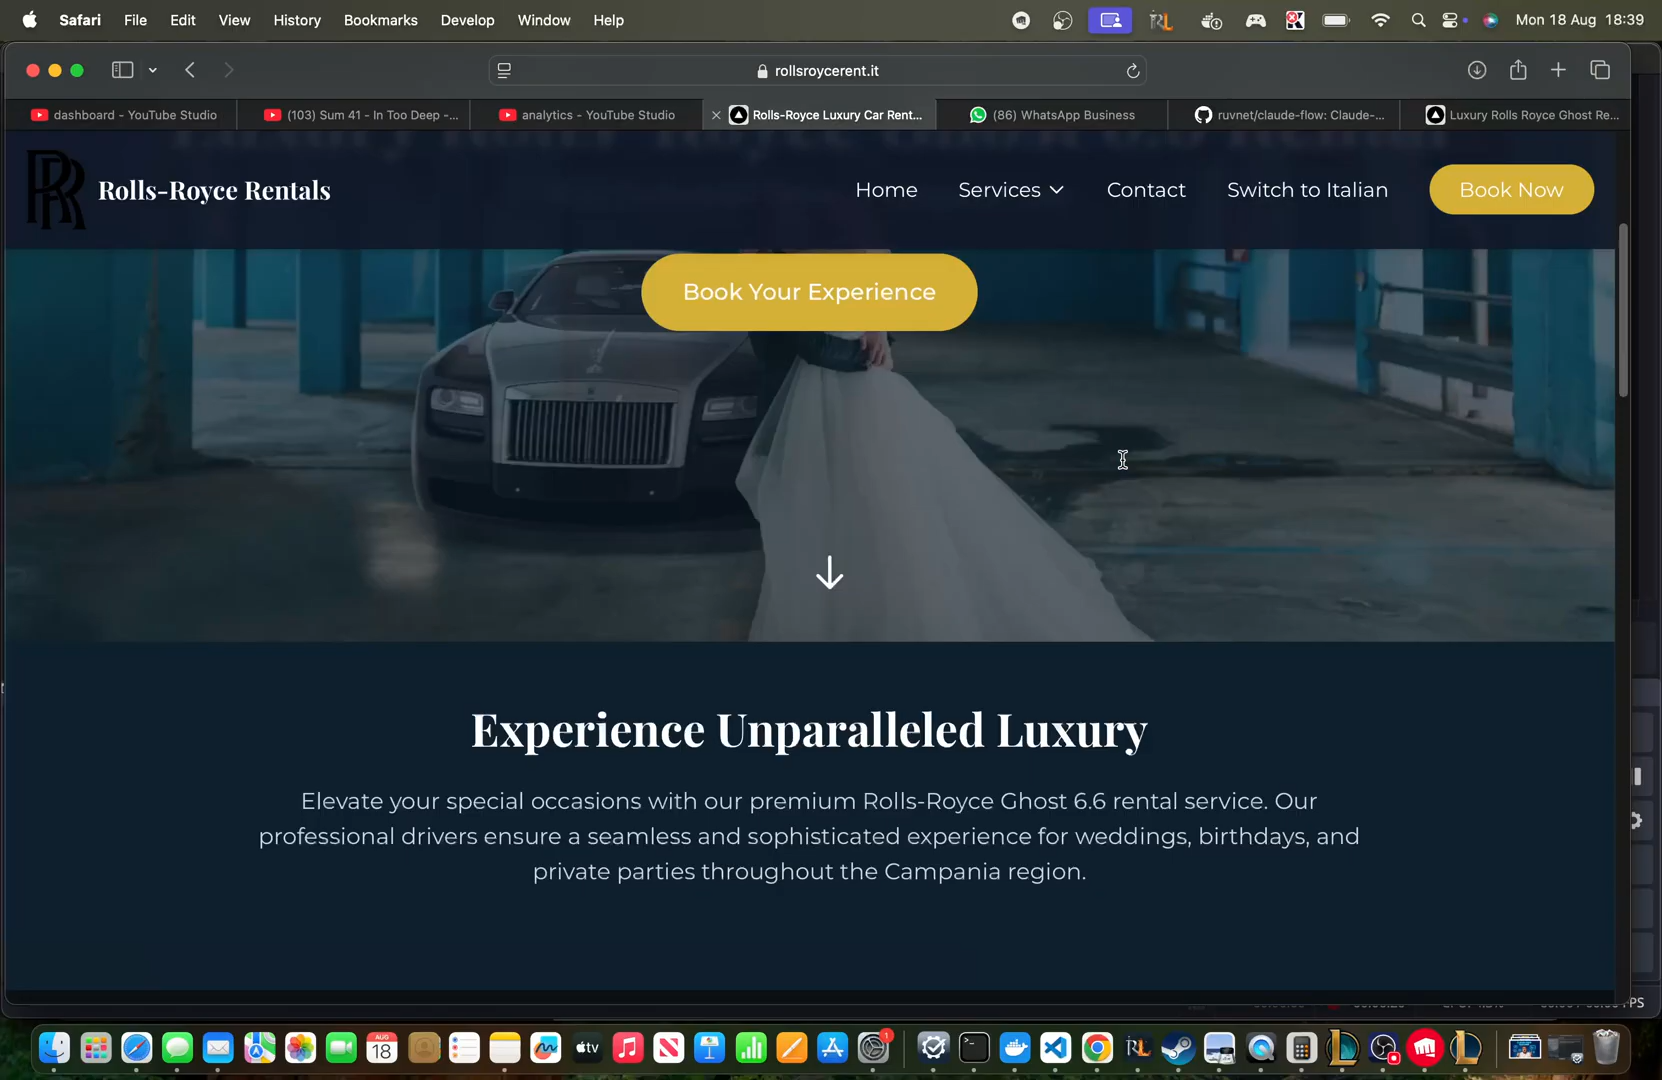 Safari File Edit View History Bookmarks Develop Window Help Mon 18 Aug 18:39
rollsroycerent.it
dashboard - YouTube Studio
(103) Sum 41 - In Too Deep -...
analytics - YouTube Studio
Rolls-Royce Luxury Car Rent...
(86) WhatsApp Business
ruvnet/claude-flow: Claude-...
Luxury Rolls Royce Ghost Re...
Rolls-Royce Rentals
Home Services Contact Switch to Italian Book Now
Book Your Experience
Experience Unparalleled Luxury
Elevate your special occasions with our premium Rolls-Royce Ghost 6.6 rental service. Our
professional drivers ensure a seamless and sophisticated experience for weddings, birthdays, and
private parties throughout the Campania region.
AUG
18
tv
1